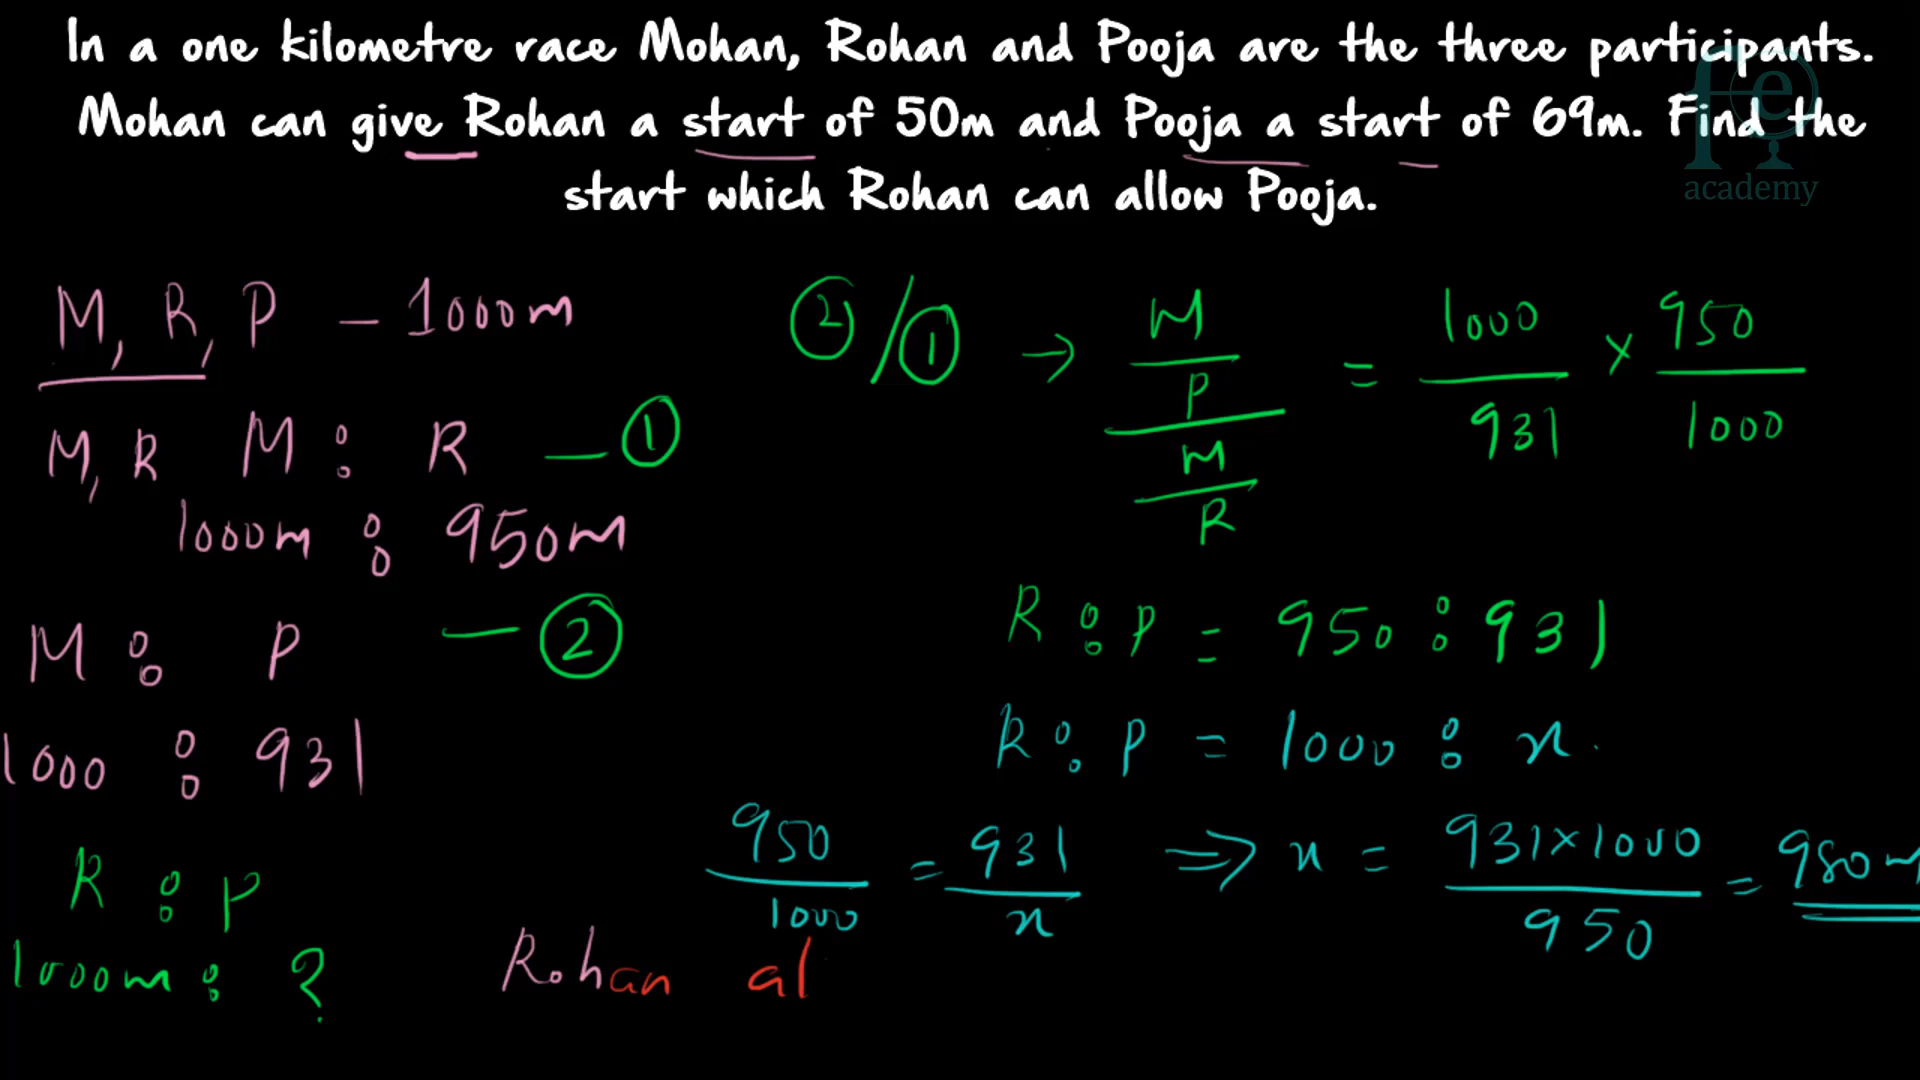 In a one kilometre race Mohan, Rohan and Pooja are the three participants.
Mohan can give Rohan a start of 50m and Pooja a start of 69m. Find the
start which Rohan can allow Pooja.
fe
academy
M, R, P - 1000m
M, R M : R — ①
1000m : 950m
M : P — ②
1000 : 931
R : P
1000m : ?
②/① → M/P / M/R = 1000/931 × 950/1000
R : P = 950 : 931
R : P = 1000 : x
950/1000 = 931/x ⇒ x = 931×1000/950 = 980m
Rohan al